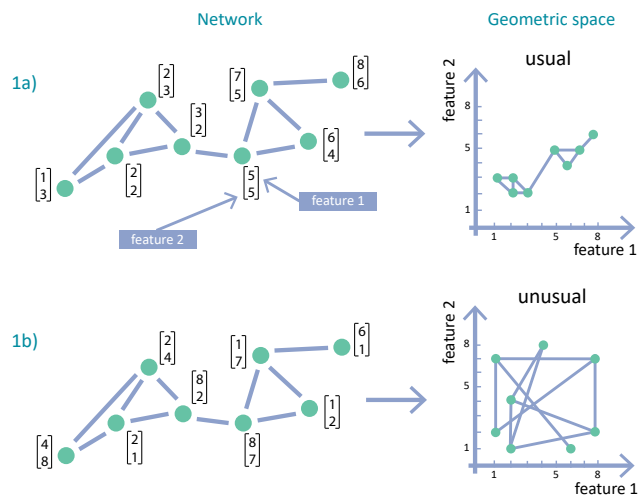 Network
Geometric space
1a)
[2 3]
[7 5]
[8 6]
[3 2]
[6 4]
[1 3]
[2 2]
[5 5]
feature 1
feature 2
usual
feature 2
8
5
1
1 5 8
feature 1
1b)
[2 4]
[1 7]
[6 1]
[8 2]
[1 2]
[4 8]
[2 1]
[8 7]
unusual
feature 2
8
5
1
1 5 8
feature 1